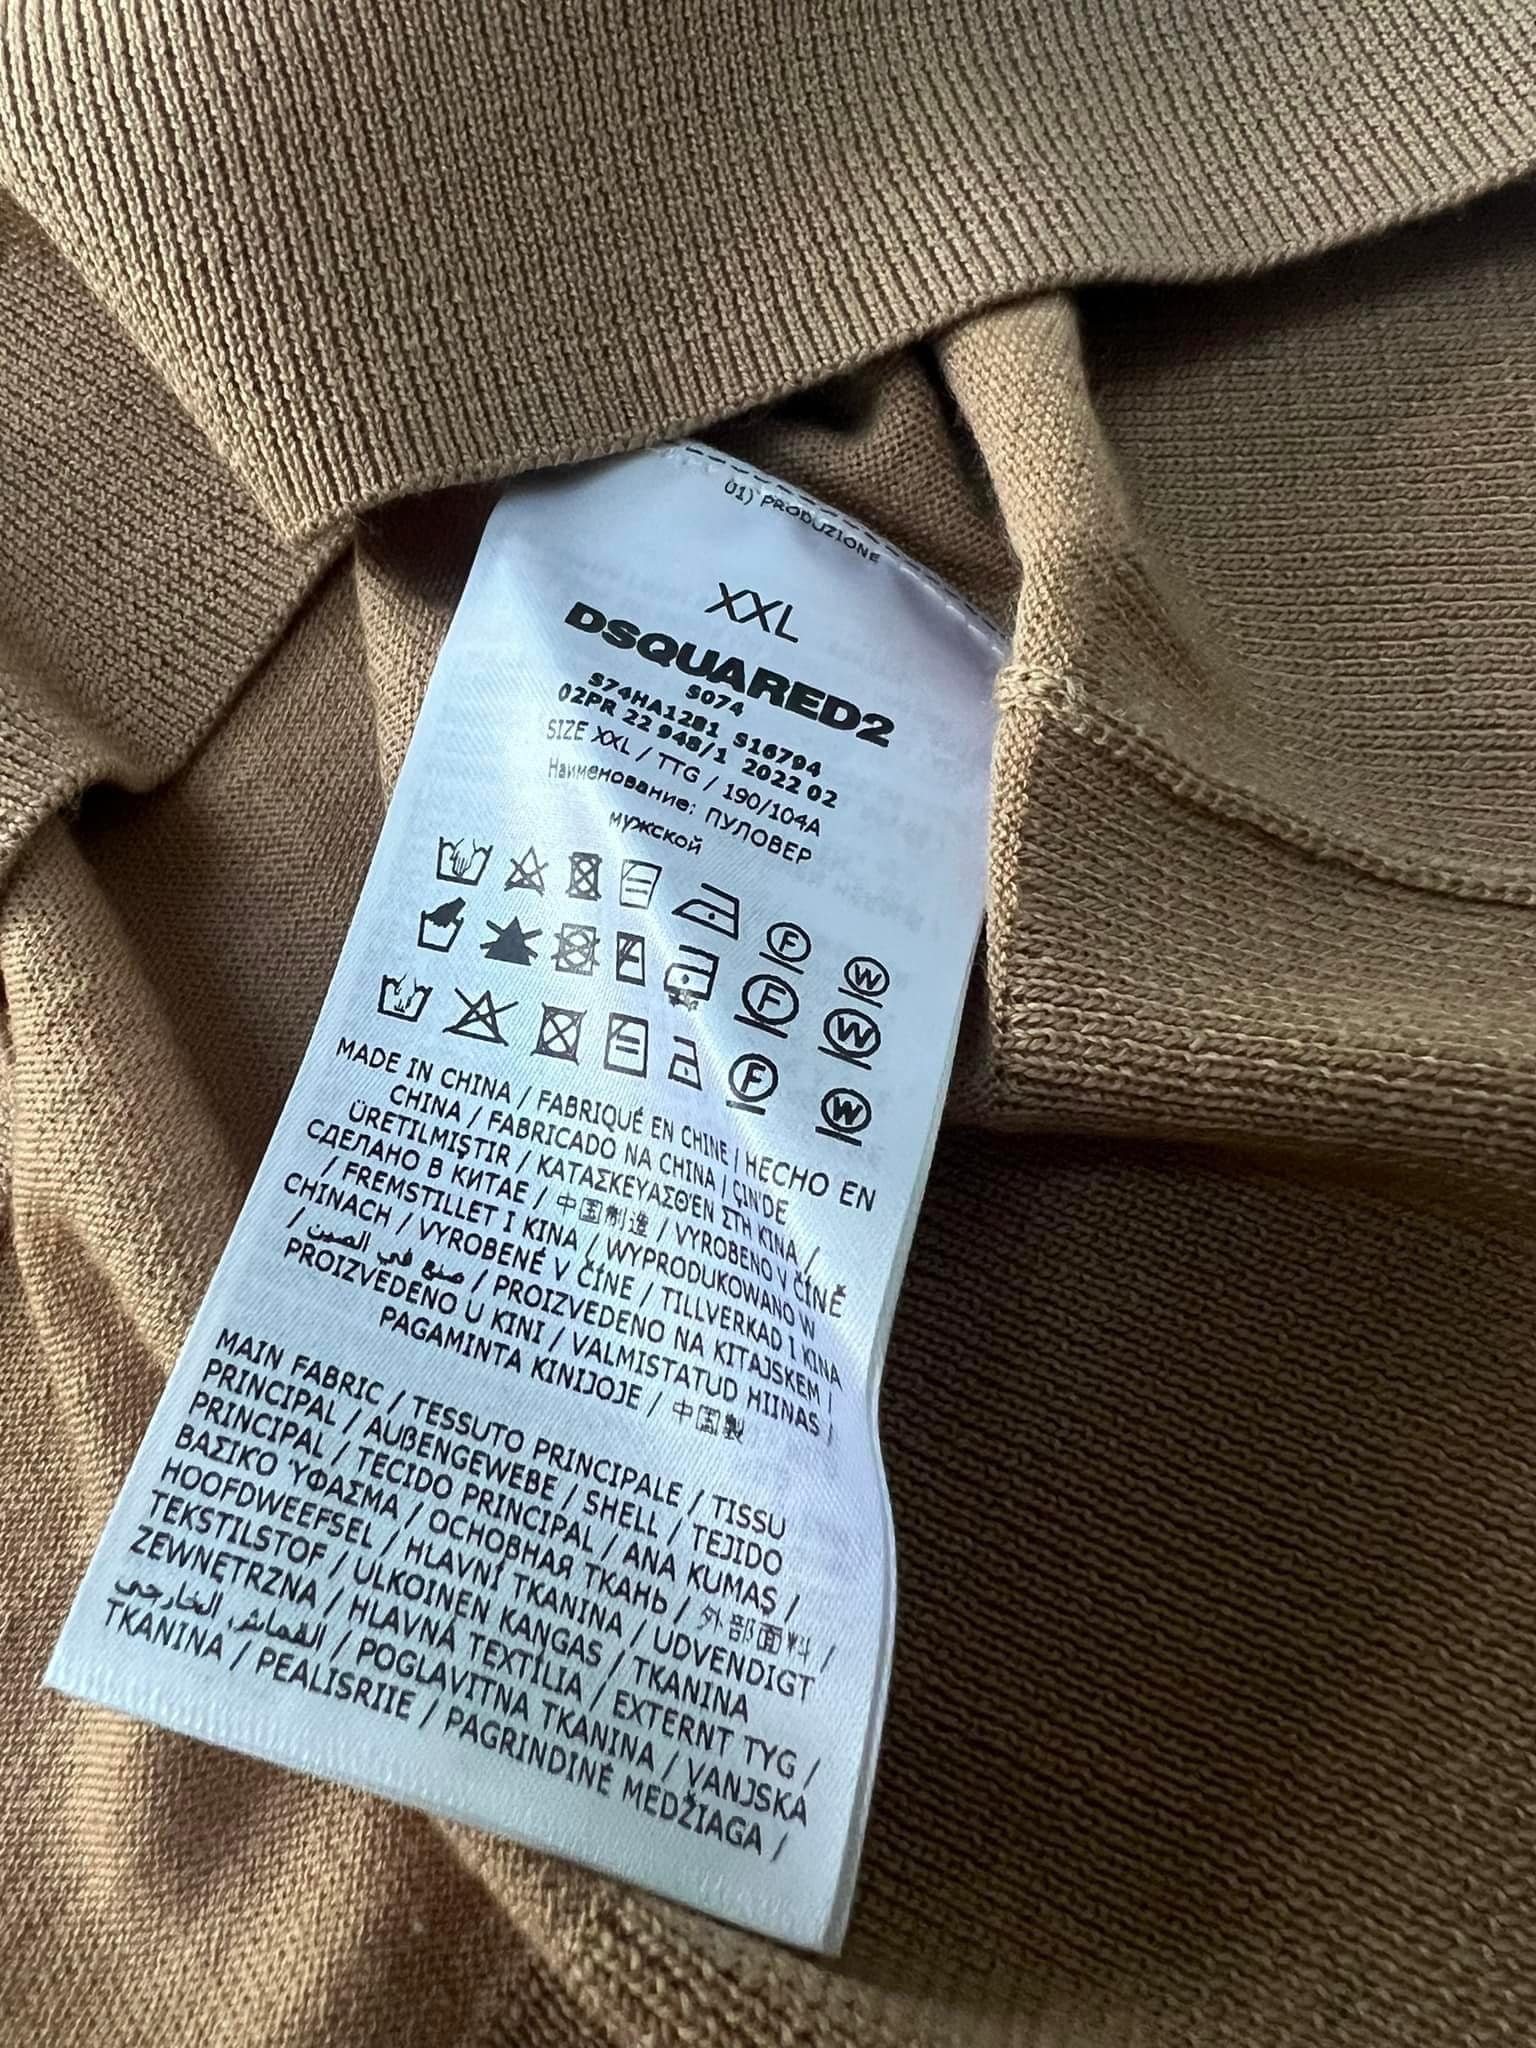 01) PRODUZIONE
XXL
DSQUARED2
S074
S74HA1281 S16794
02PR 22 948/1 2022 02
SIZE XXL / TTG / 190/104A
Наименование: ПУЛОВЕР
мужской
F W
F W
F W
MADE IN CHINA / FABRIQUÉ EN CHINE / HECHO EN
CHINA / FABRICADO NA CHINA / ÇIN'DE
ÜRETILMIŞTIR / ΚΑΤΑΣΚΕΥΑΣΘΈΝ ΣΤΗ ΚΙΝΑ /
СДЕЛАНО В КИТАЕ / 中国制造 / VYROBENO V ČÍNĚ
/ FREMSTILLET I KINA / WYPRODUKOWANO W
CHINACH / VYROBENÉ V ČÍNE / TILLVERKAD I KINA
/ صنع في الصين / PROIZVEDENO NA KITAJSKEM /
PROIZVEDENO U KINI / VALMISTATUD HIINAS /
PAGAMINTA KINIJOJE / 中国製
MAIN FABRIC / TESSUTO PRINCIPALE / TISSU
PRINCIPAL / AUßENGEWEBE / SHELL / TEJIDO
PRINCIPAL / TECIDO PRINCIPAL / ANA KUMAŞ /
ΒΑΣΙΚΟ ΎΦΑΣΜΑ / ОСНОВНАЯ ТКАНЬ / 外部面料 /
HOOFDWEEFSEL / HLAVNÍ TKANINA / UDVENDIGT
TEKSTILSTOF / ULKOINEN KANGAS / TKANINA
ZEWNĘTRZNA / HLAVNÁ TEXTÍLIA / EXTERNT TYG /
القماش الخارجي / POGLAVITNA TKANINA / VANJSKA
TKANINA / PEALISRIIE / PAGRINDINĖ MEDŽIAGA /